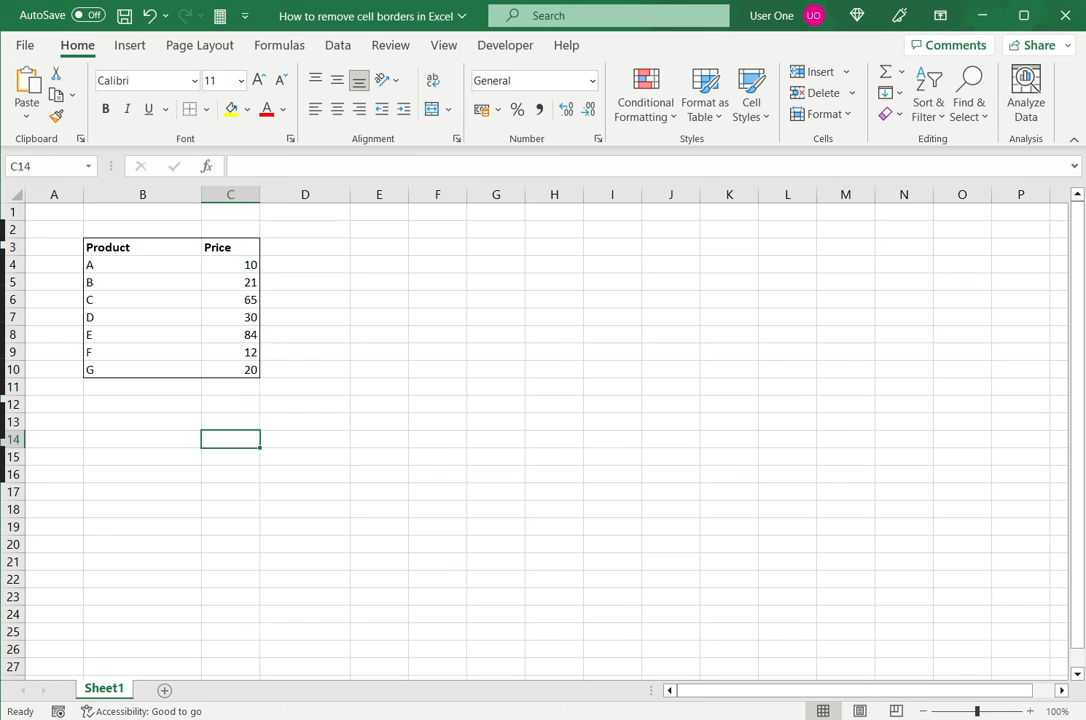 AutoSave Off How to remove cell borders in Excel Search User One UO
File Home Insert Page Layout Formulas Data Review View Developer Help Comments Share
Paste Calibri 11 A A ab General Conditional Formatting Format as Table Cell Styles Insert Delete Format Sort & Filter Find & Select Analyze Data
B I U A % 9 .00 .00
Clipboard Font Alignment Number Styles Cells Editing Analysis
C14 fx
A B C D E F G H I J K L M N O P
1
2
3 Product Price
4 A 10
5 B 21
6 C 65
7 D 30
8 E 84
9 F 12
10 G 20
11
12
13
14
15
16
17
18
19
20
21
22
23
24
25
26
27
Sheet1
Ready Accessibility: Good to go 100%